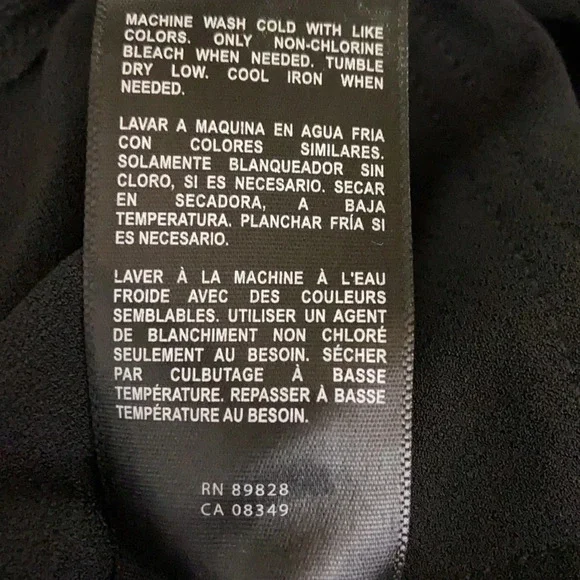 MACHINE WASH COLD WITH LIKE
COLORS. ONLY NON-CHLORINE
BLEACH WHEN NEEDED. TUMBLE
DRY LOW. COOL IRON WHEN
NEEDED.
LAVAR A MAQUINA EN AGUA FRIA
CON COLORES SIMILARES.
SOLAMENTE BLANQUEADOR SIN
CLORO, SI ES NECESARIO. SECAR
EN SECADORA, A BAJA
TEMPERATURA. PLANCHAR FRÍA SI
ES NECESARIO.
LAVER À LA MACHINE À L'EAU
FROIDE AVEC DES COULEURS
SEMBLABLES. UTILISER UN AGENT
DE BLANCHIMENT NON CHLORÉ
SEULEMENT AU BESOIN. SÉCHER
PAR CULBUTAGE À BASSE
TEMPÉRATURE. REPASSER À BASSE
TEMPÉRATURE AU BESOIN.
RN 89828
CA 08349